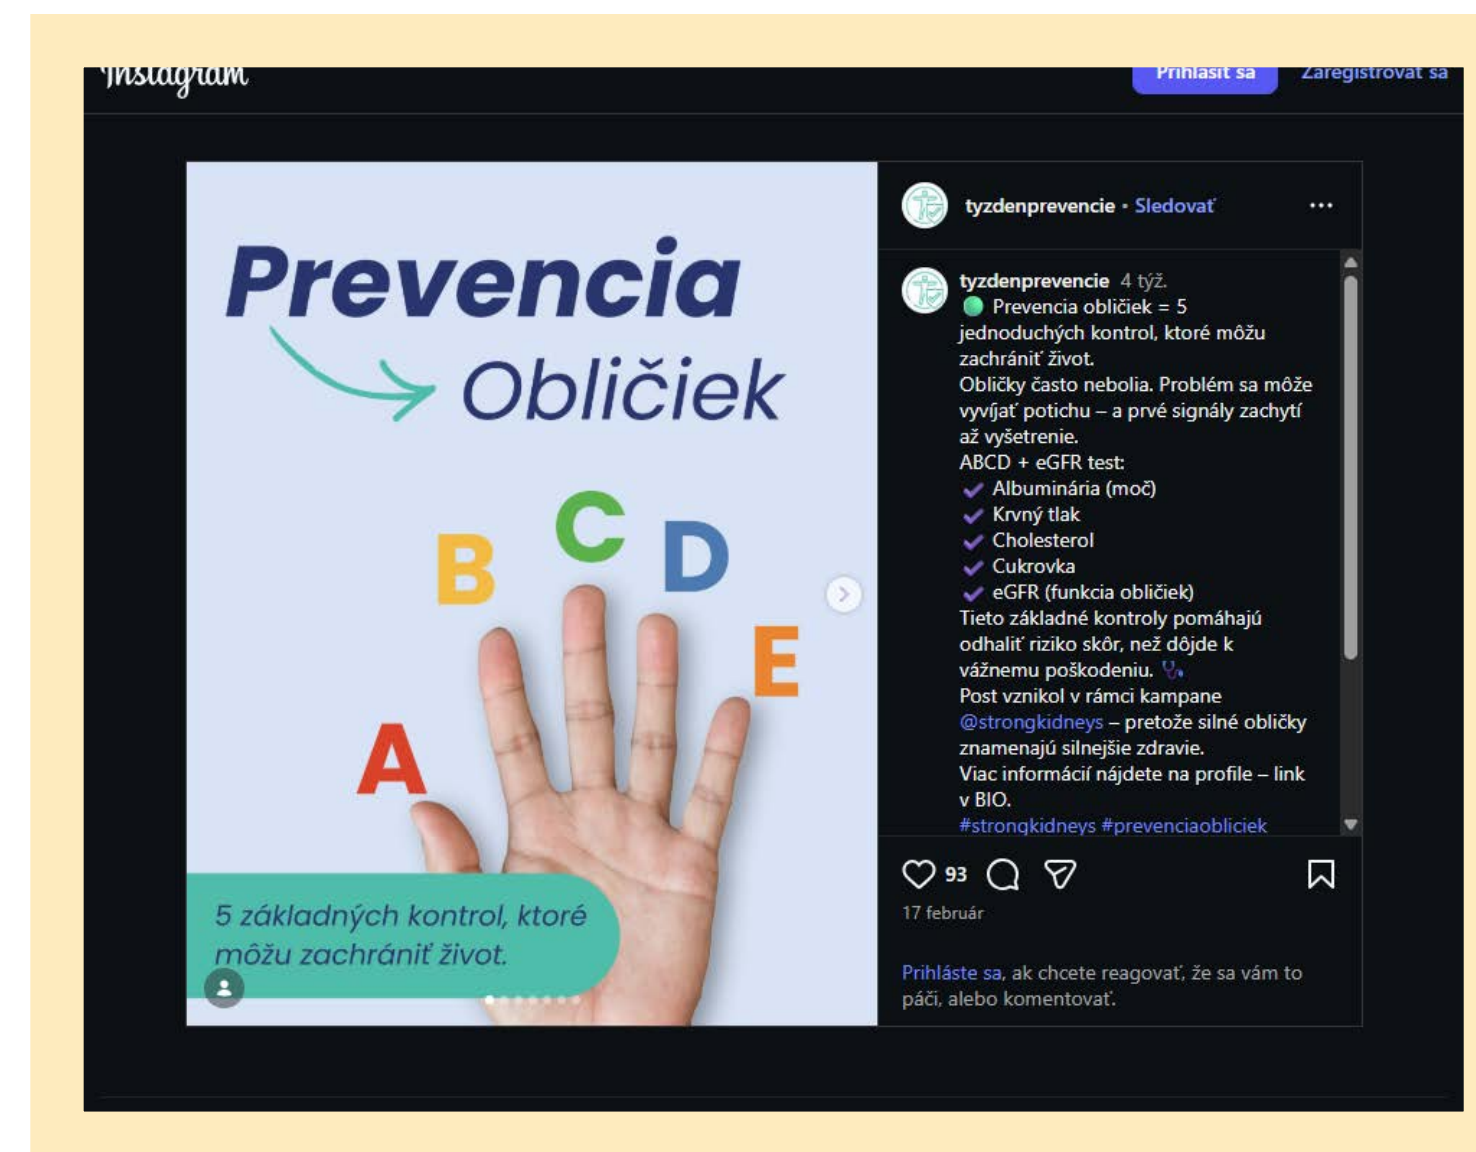 Instagram
Prihlásiť sa
Zaregistrovať sa
Prevencia
Obličiek
A
B
C
D
E
5 základných kontrol, ktoré
môžu zachrániť život.
tyzdenprevencie • Sledovať
tyzdenprevencie 4 týž.
Prevencia obličiek = 5
jednoduchých kontrol, ktoré môžu
zachrániť život.
Obličky často nebolia. Problém sa môže
vyvíjať potichu – a prvé signály zachytí
až vyšetrenie.
ABCD + eGFR test:
Albuminária (moč)
Krvný tlak
Cholesterol
Cukrovka
eGFR (funkcia obličiek)
Tieto základné kontroly pomáhajú
odhaliť riziko skôr, než dôjde k
vážnemu poškodeniu.
Post vznikol v rámci kampane
@strongkidneys – pretože silné obličky
znamenajú silnejšie zdravie.
Viac informácií nájdete na profile – link
v BIO.
#strongkidneys #prevenciaobliciek
93
17 február
Prihláste sa, ak chcete reagovať, že sa vám to
páči, alebo komentovať.